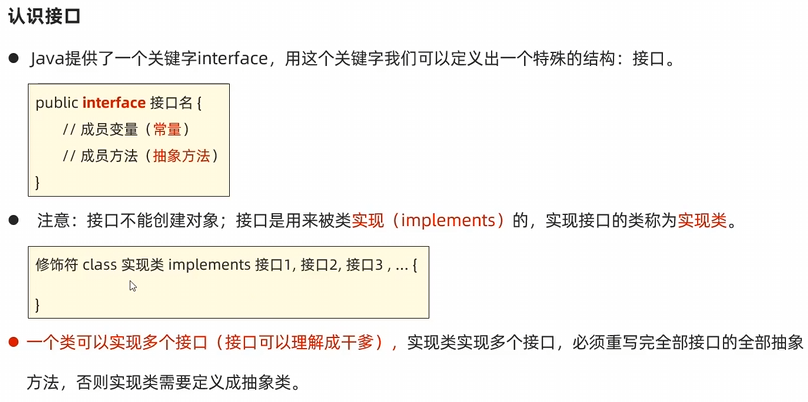 认识接口
● Java提供了一个关键字interface，用这个关键字我们可以定义出一个特殊的结构：接口。
public interface 接口名 {
// 成员变量（常量）
// 成员方法（抽象方法）
}
● 注意：接口不能创建对象；接口是用来被类实现（implements）的，实现接口的类称为实现类。
修饰符 class 实现类 implements 接口1, 接口2, 接口3 , ... {
}
● 一个类可以实现多个接口（接口可以理解成干爹），实现类实现多个接口，必须重写完全部接口的全部抽象
方法，否则实现类需要定义成抽象类。